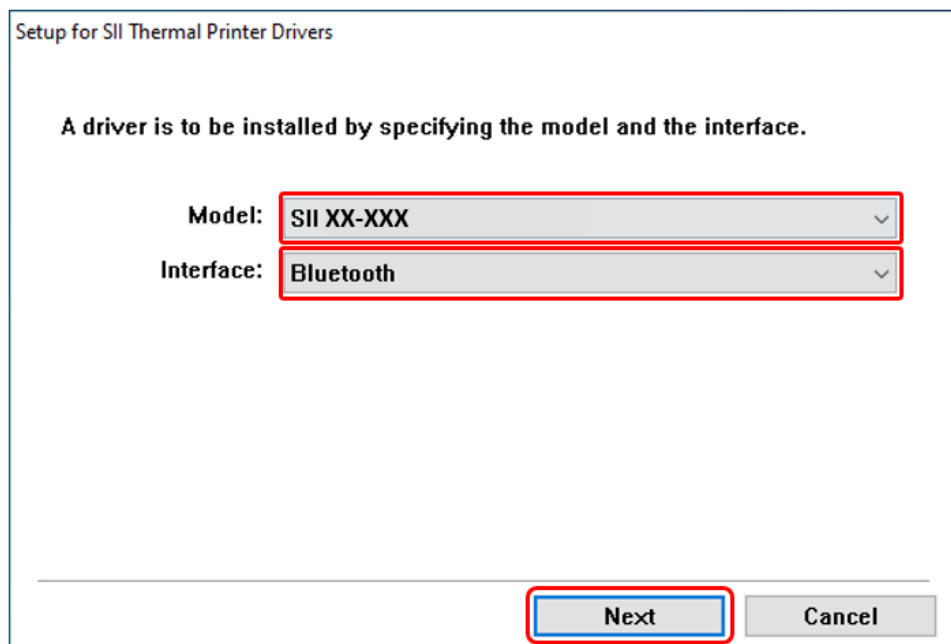 Setup for SII Thermal Printer Drivers
A driver is to be installed by specifying the model and the interface.
Model: SII XX-XXX
Interface: Bluetooth
Next Cancel